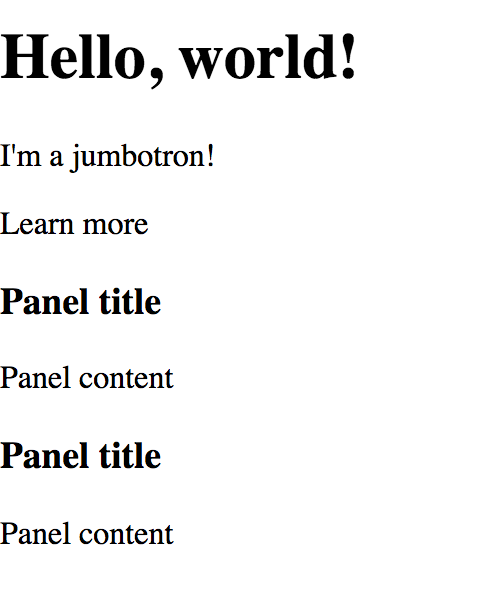 Hello, world!
I'm a jumbotron!
Learn more
Panel title
Panel content
Panel title
Panel content